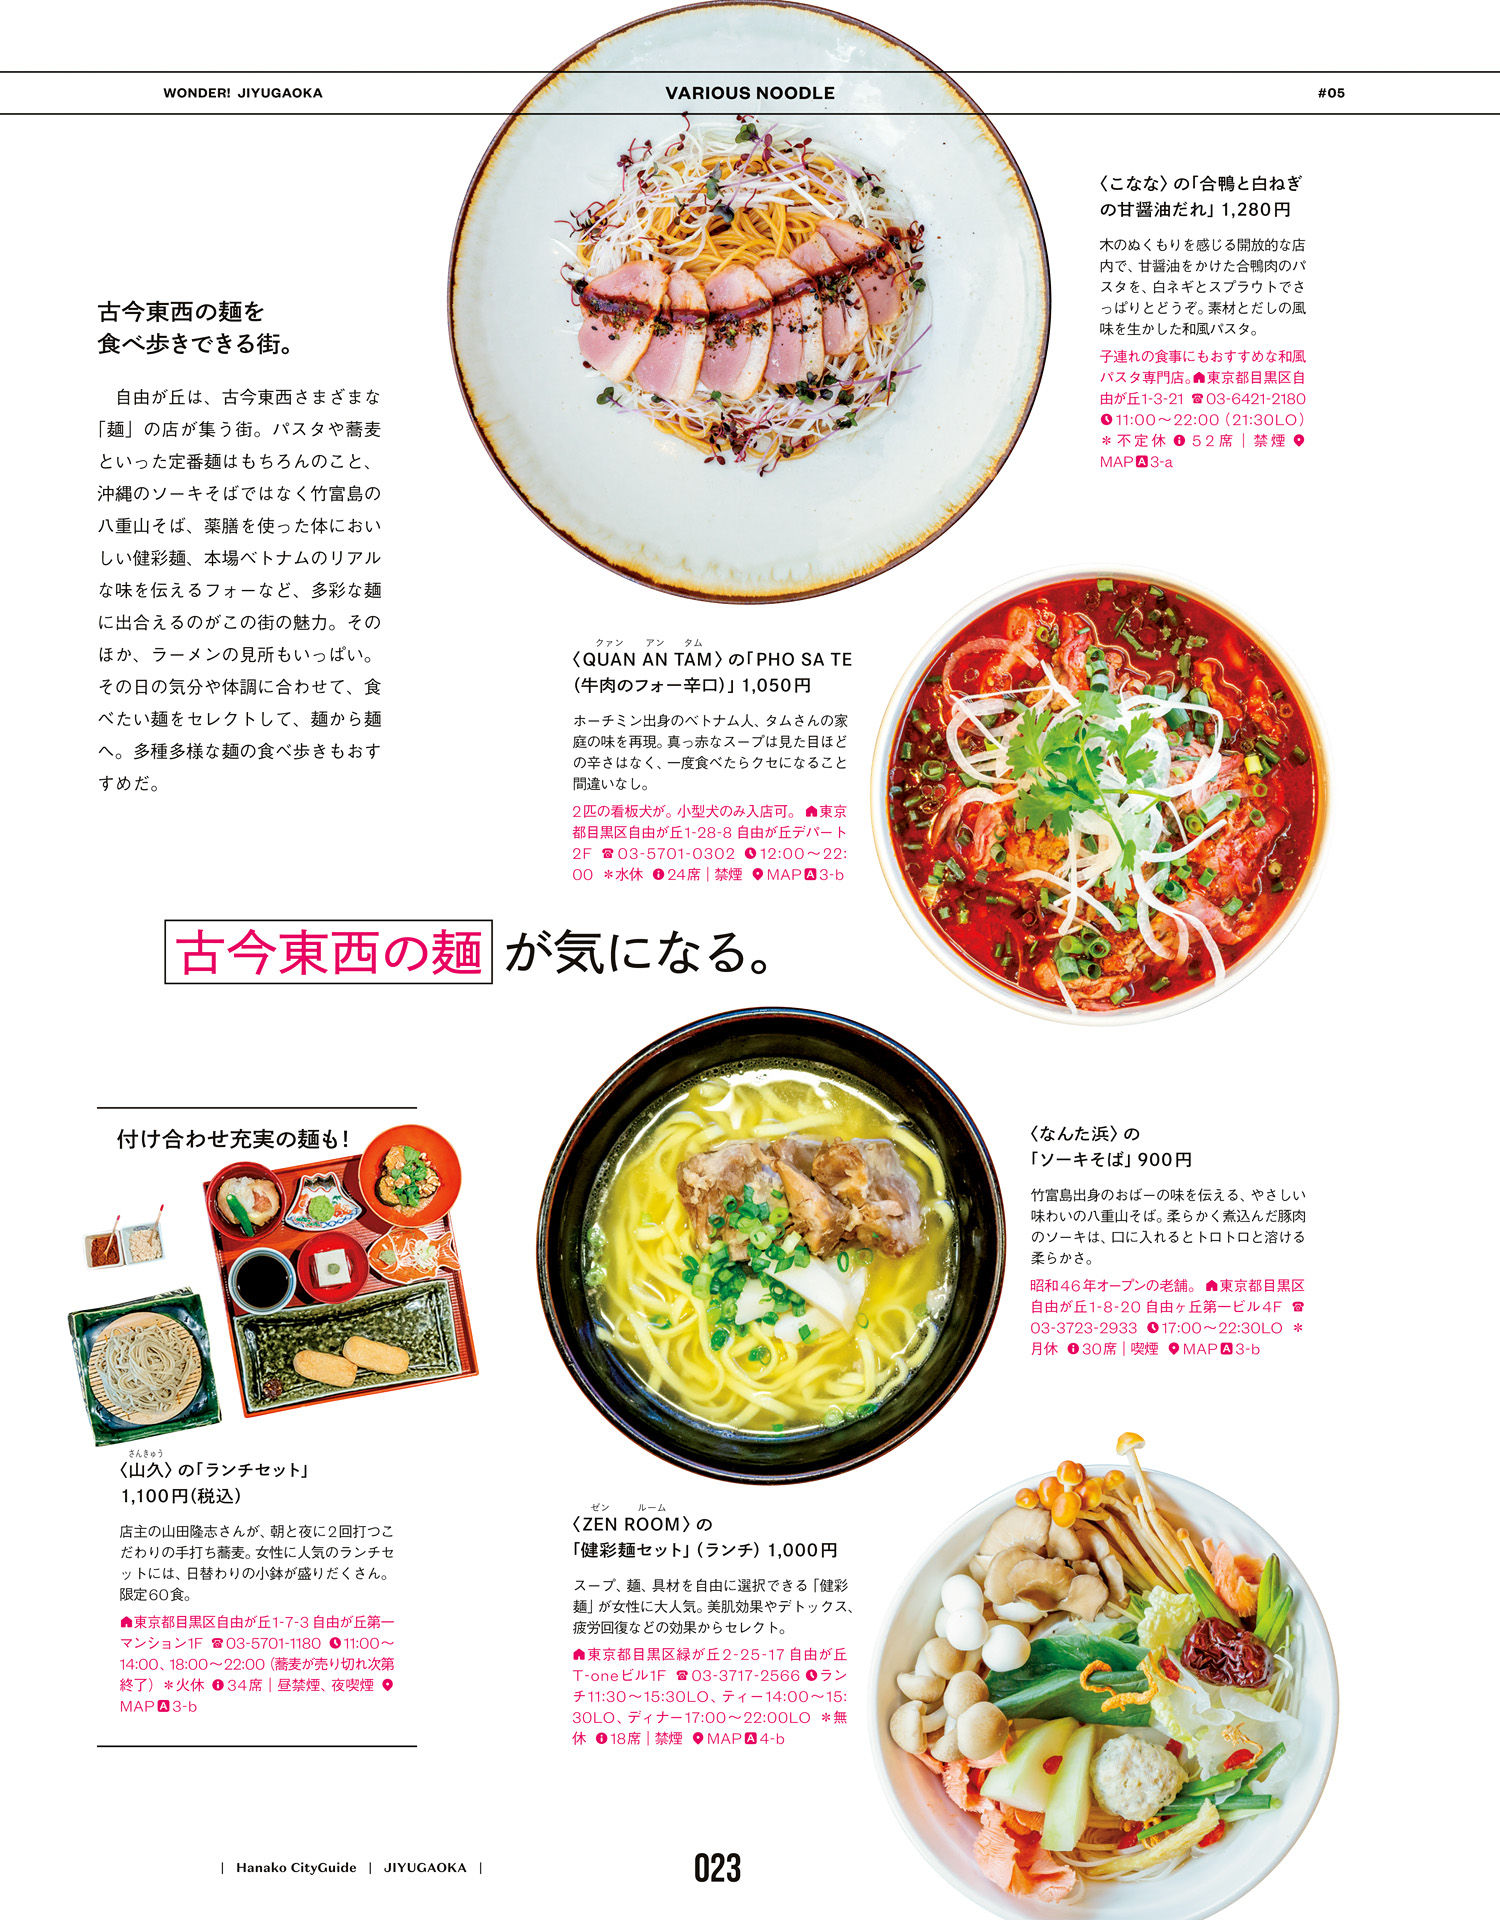 WONDER! JIYUGAOKA
VARIOUS NOODLE
#05
古今東西の麺を
食べ歩きできる街。
自由が丘は、古今東西さまざまな
「麺」の店が集う街。パスタや蕎麦
といった定番麺はもちろんのこと、
沖縄のソーキそばではなく竹富島の
八重山そば、薬膳を使った体におい
しい健彩麺、本場ベトナムのリアル
な味を伝えるフォーなど、多彩な麺
に出合えるのがこの街の魅力。その
ほか、ラーメンの見所もいっぱい。
その日の気分や体調に合わせて、食
べたい麺をセレクトして、麺から麺
へ。多種多様な麺の食べ歩きもおす
すめだ。
〈こなな〉の「合鴨と白ねぎ
の甘醤油だれ」1,280円
木のぬくもりを感じる開放的な店
内で、甘醤油をかけた合鴨肉のパ
スタを、白ネギとスプラウトでさ
っぱりとどうぞ。素材とだしの風
味を生かした和風パスタ。
子連れの食事にもおすすめな和風
パスタ専門店。東京都目黒区自
由が丘1-3-21 ☎03-6421-2180
11:00〜22:00（21:30LO）
＊不定休 52席｜禁煙
MAP A 3-a
クァン アン タム
〈QUAN AN TAM〉の「PHO SA TE
（牛肉のフォー辛口）」1,050円
ホーチミン出身のベトナム人、タムさんの家
庭の味を再現。真っ赤なスープは見た目ほど
の辛さはなく、一度食べたらクセになること
間違いなし。
2匹の看板犬が。小型犬のみ入店可。東京
都目黒区自由が丘1-28-8 自由が丘デパート
2F ☎03-5701-0302 12:00〜22:
00 ＊水休 24席｜禁煙 MAP A 3-b
古今東西の麺が気になる。
付け合わせ充実の麺も！
さんきゅう
〈山久〉の「ランチセット」
1,100円（税込）
店主の山田隆志さんが、朝と夜に2回打つこ
だわりの手打ち蕎麦。女性に人気のランチセ
ットには、日替わりの小鉢が盛りだくさん。
限定60食。
東京都目黒区自由が丘1-7-3 自由が丘第一
マンション1F ☎03-5701-1180 11:00〜
14:00、18:00〜22:00（蕎麦が売り切れ次第
終了）＊火休 34席｜昼禁煙、夜喫煙
MAP A 3-b
〈なんた浜〉の
「ソーキそば」900円
竹富島出身のおばーの味を伝える、やさしい
味わいの八重山そば。柔らかく煮込んだ豚肉
のソーキは、口に入れるとトロトロと溶ける
柔らかさ。
昭和46年オープンの老舗。東京都目黒区
自由が丘1-8-20 自由ヶ丘第一ビル4F ☎
03-3723-2933 17:00〜22:30LO ＊
月休 30席｜喫煙 MAP A 3-b
ゼン ルーム
〈ZEN ROOM〉の
「健彩麺セット」（ランチ）1,000円
スープ、麺、具材を自由に選択できる「健彩
麺」が女性に大人気。美肌効果やデトックス、
疲労回復などの効果からセレクト。
東京都目黒区緑が丘2-25-17 自由が丘
T-oneビル1F ☎03-3717-2566 ラン
チ11:30〜15:30LO、ティー14:00〜15:
30LO、ディナー17:00〜22:00LO ＊無
休 18席｜禁煙 MAP A 4-b
| Hanako CityGuide | JIYUGAOKA |
023